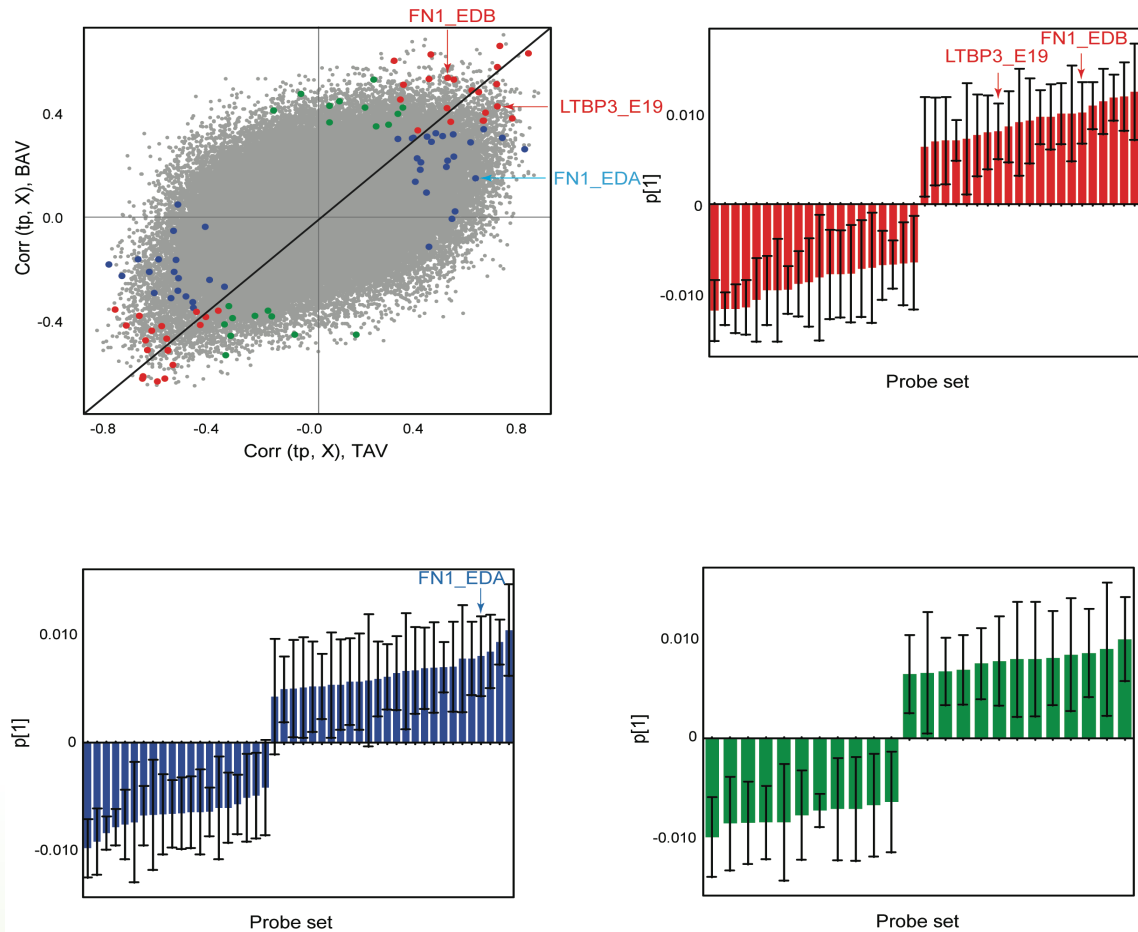 FN1_EDB
Corr (tp, X), BAV
0.4
0.0
-0.4
LTBP3_E19
FN1_EDA
-0.8
-0.4
-0.0
0.4
0.8
Corr (tp, X), TAV
FN1_EDB
LTBP3_E19
p[1]
0.010
0
-0.010
Probe set
FN1_EDA
p[1]
0.010
0
-0.010
Probe set
p[1]
0.010
0
-0.010
Probe set